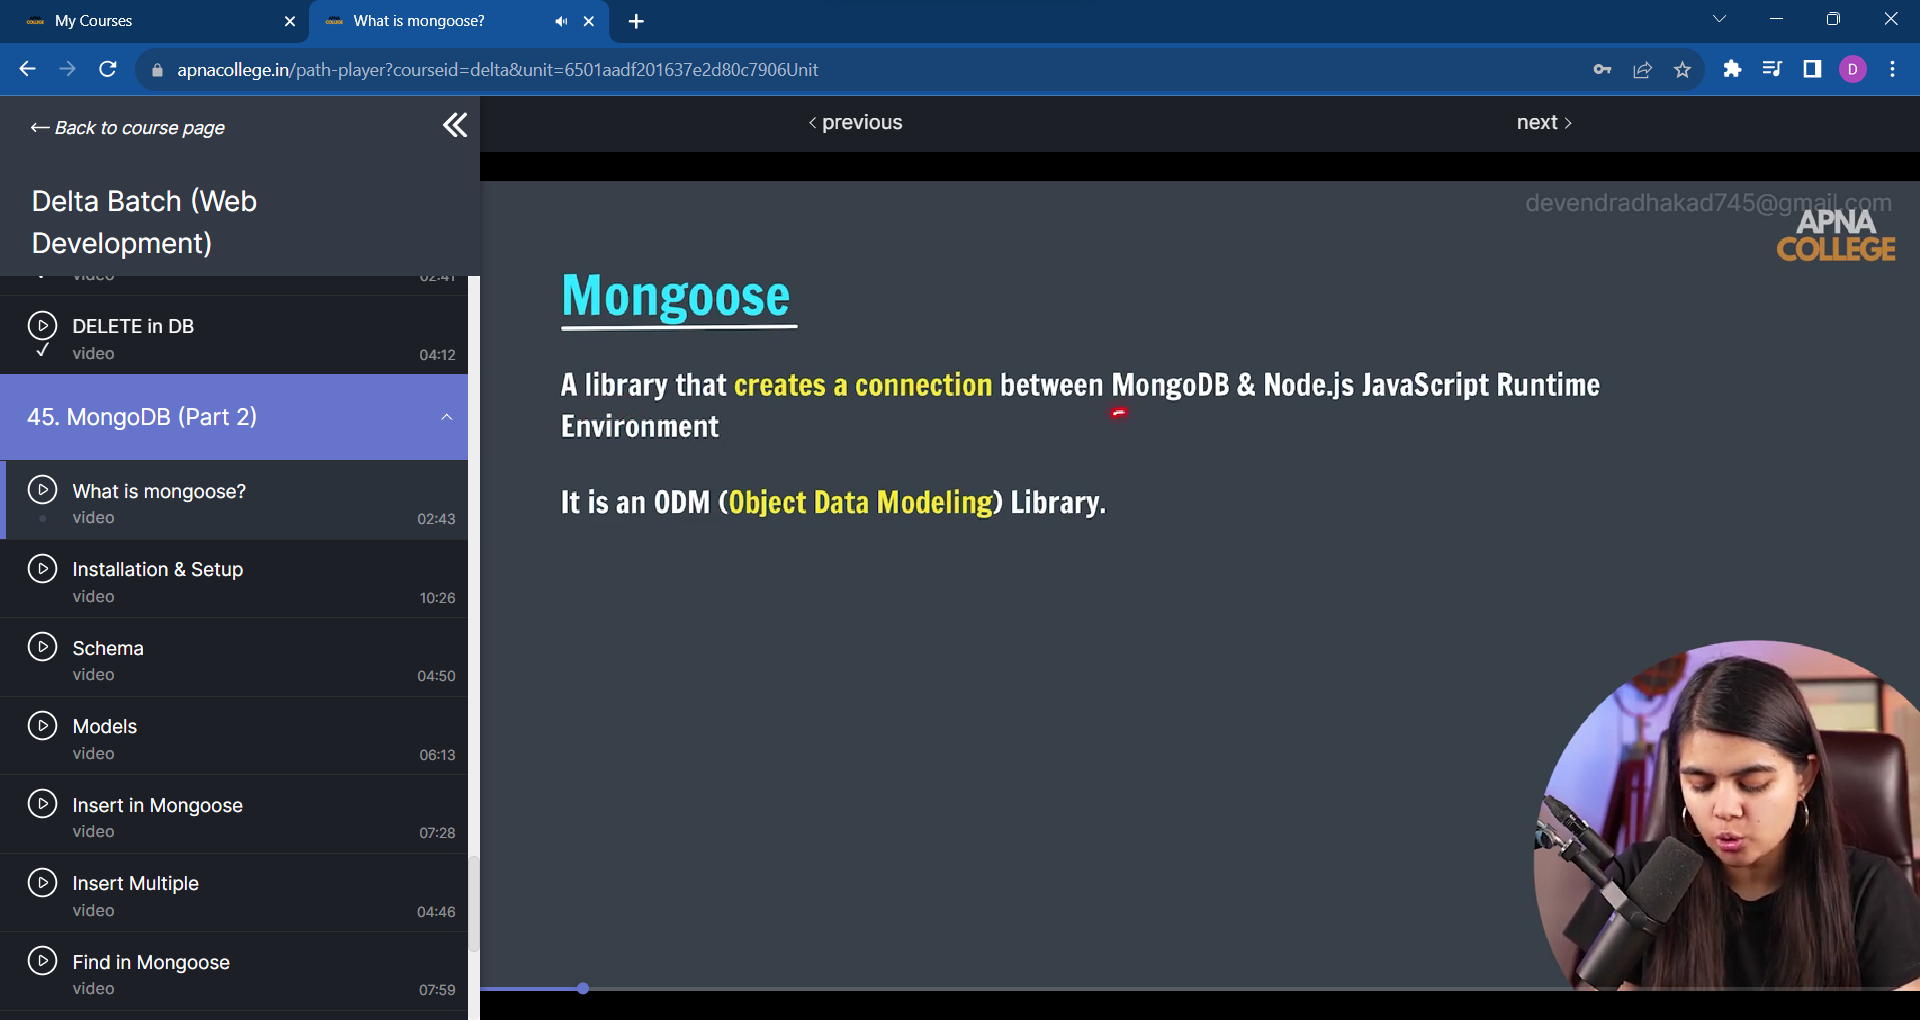 My Courses
What is mongoose?
apnacollege.in/path-player?courseid=delta&unit=6501aadf201637e2d80c7906Unit
D
← Back to course page
‹ previous
next ›
Delta Batch (Web
Development)
video 02:41
DELETE in DB
video 04:12
45. MongoDB (Part 2)
What is mongoose?
video 02:43
Installation & Setup
video 10:26
Schema
video 04:50
Models
video 06:13
Insert in Mongoose
video 07:28
Insert Multiple
video 04:46
Find in Mongoose
video 07:59
devendradhakad745@gmail.com
APNA
COLLEGE
Mongoose
A library that creates a connection between MongoDB & Node.js JavaScript Runtime
Environment
It is an ODM (Object Data Modeling) Library.